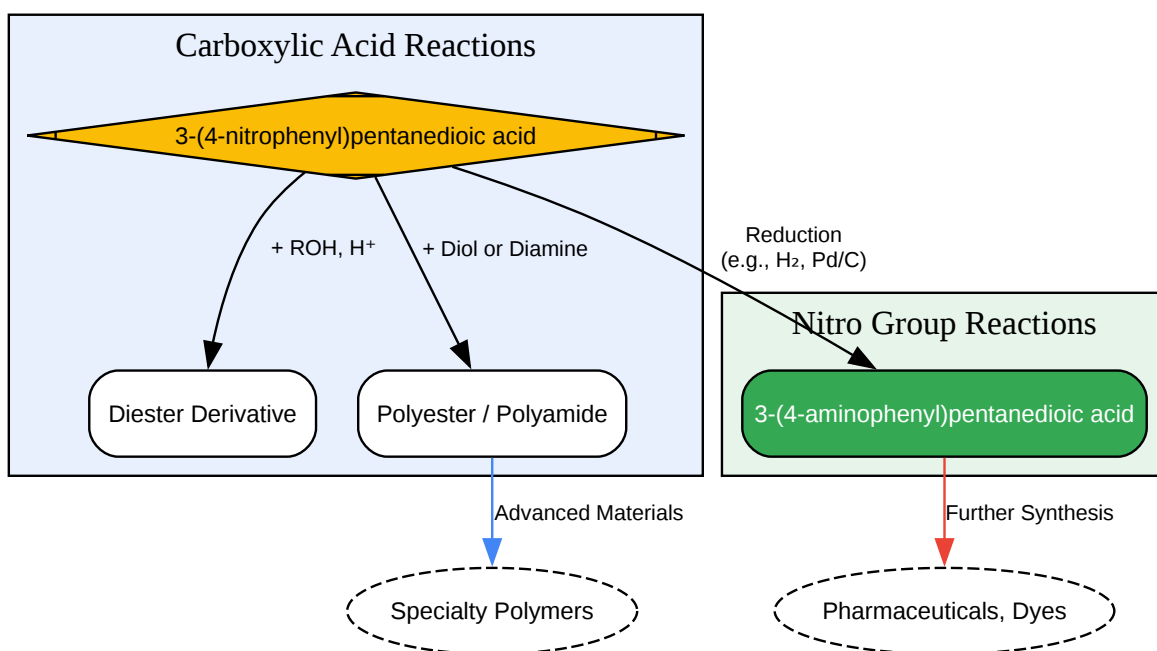 Carboxylic Acid Reactions
3-(4-nitrophenyl)pentanedioic acid
+ ROH, H⁺
+ Diol or Diamine
Reduction
(e.g., H₂, Pd/C)
Nitro Group Reactions
Diester Derivative
Polyester / Polyamide
3-(4-aminophenyl)pentanedioic acid
Advanced Materials
Further Synthesis
Specialty Polymers
Pharmaceuticals, Dyes